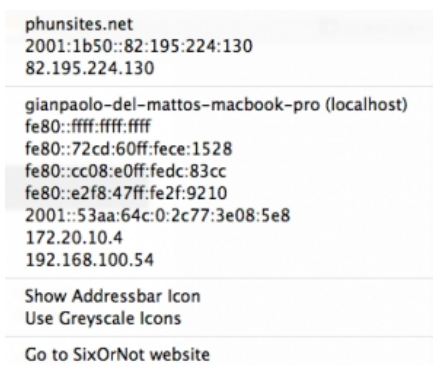 phunsites.net
2001:1b50::82:195:224:130
82.195.224.130
gianpaolo-del-mattos-macbook-pro (localhost)
fe80::ffff:ffff:ffff
fe80::72cd:60ff:fece:1528
fe80::cc08:e0ff:fedc:83cc
fe80::e2f8:47ff:fe2f:9210
2001::53aa:64c:0:2c77:3e08:5e8
172.20.10.4
192.168.100.54
Show Addressbar Icon
Use Greyscale Icons
Go to SixOrNot website